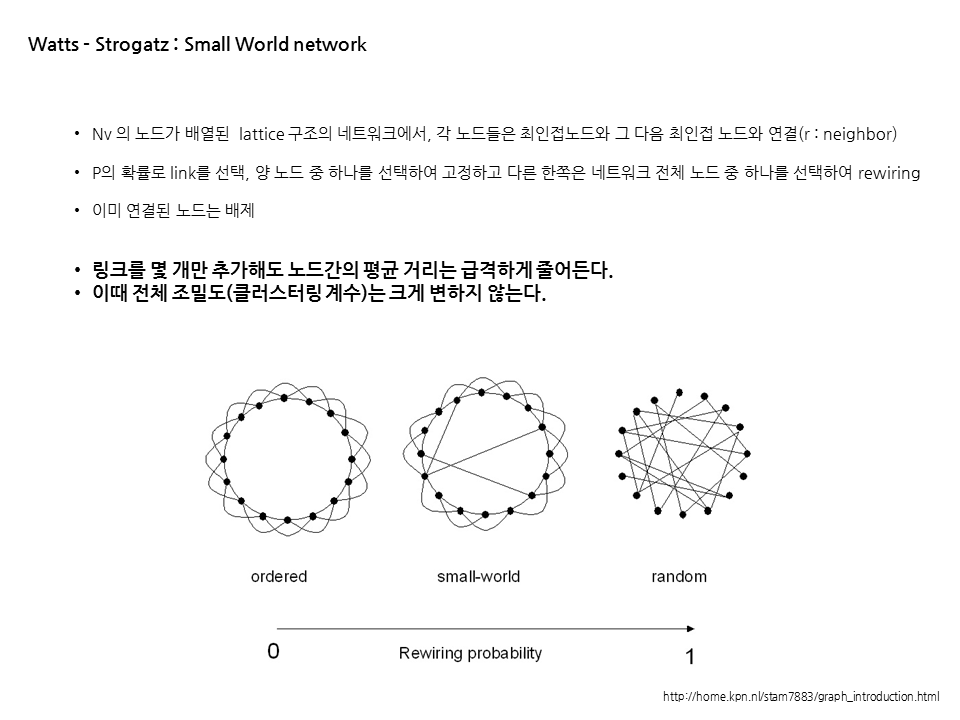 Watts - Strogatz : Small World network
• Nv 의 노드가 배열된 lattice 구조의 네트워크에서, 각 노드들은 최인접노드와 그 다음 최인접 노드와 연결(r : neighbor)
• P의 확률로 link를 선택, 양 노드 중 하나를 선택하여 고정하고 다른 한쪽은 네트워크 전체 노드 중 하나를 선택하여 rewiring
• 이미 연결된 노드는 배제
• 링크를 몇 개만 추가해도 노드간의 평균 거리는 급격하게 줄어든다.
• 이때 전체 조밀도(클러스터링 계수)는 크게 변하지 않는다.
ordered small-world random
0 Rewiring probability 1
http://home.kpn.nl/stam7883/graph_introduction.html